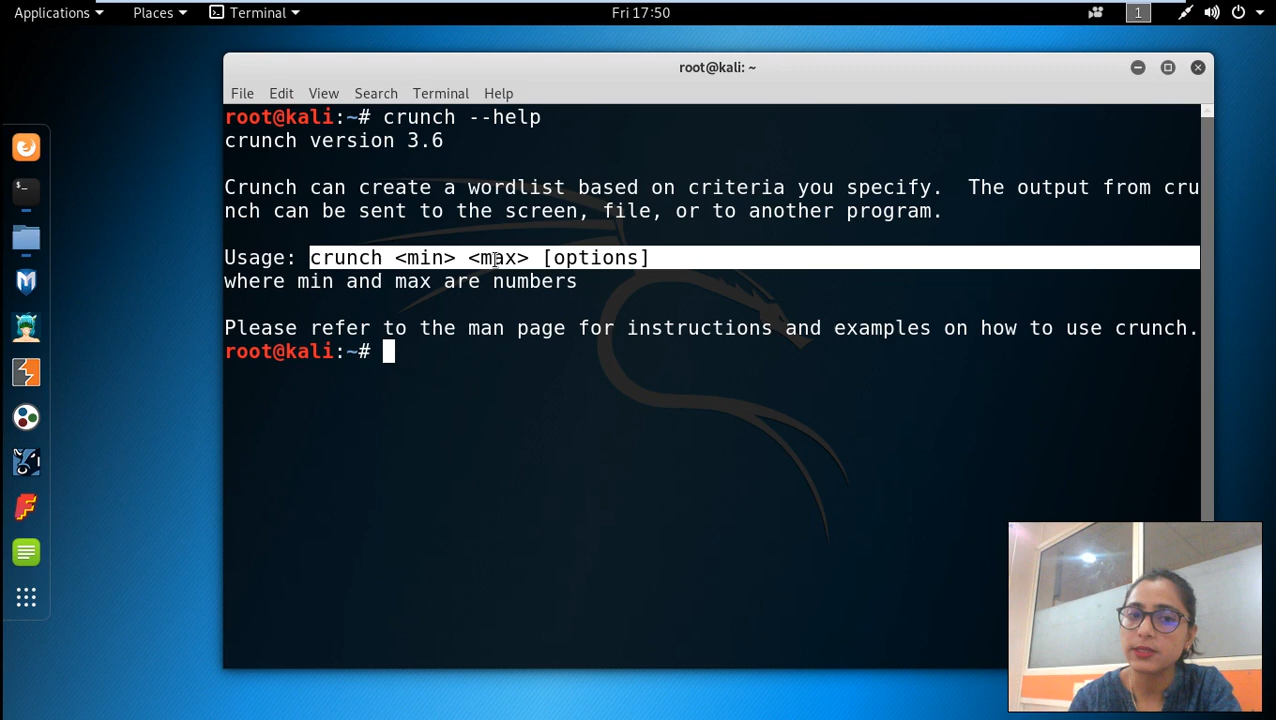 Applications Places Terminal Fri 17:50 1
root@kali: ~
File Edit View Search Terminal Help
root@kali:~# crunch --help
crunch version 3.6
Crunch can create a wordlist based on criteria you specify.  The output from cru
nch can be sent to the screen, file, or to another program.
Usage: crunch <min> <max> [options]
where min and max are numbers
Please refer to the man page for instructions and examples on how to use crunch.
root@kali:~#